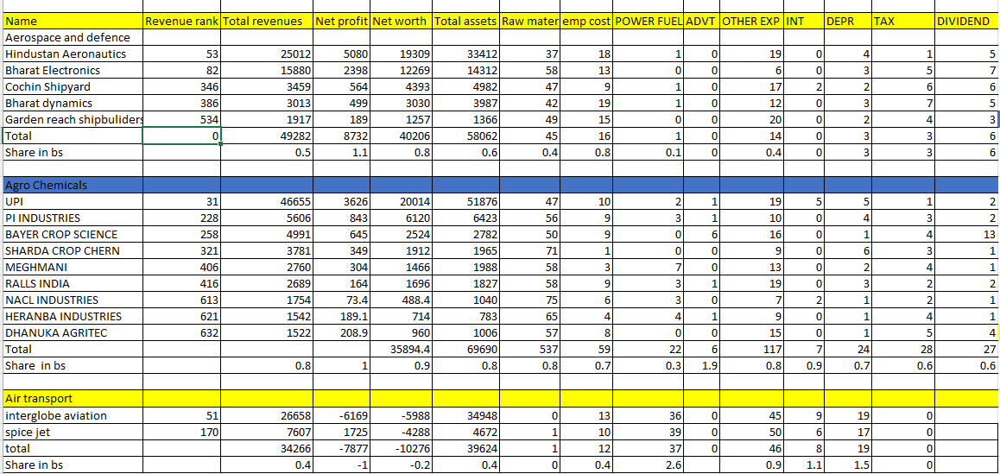 Name Revenue rank Total revenues Net profit Net worth Total assets Raw mater emp cost POWER FUEL ADVT OTHER EXP INT DEPR TAX DIVIDEND
Aerospace and defence
Hindustan Aeronautics 53 25012 5080 19309 33412 37 18 1 0 19 0 4 1 5
Bharat Electronics 82 15880 2398 12269 14312 58 13 0 0 6 0 3 5 7
Cochin Shipyard 346 3459 564 4393 4982 47 9 1 0 17 2 2 6 6
Bharat dynamics 386 3013 499 3030 3987 42 19 1 0 12 0 3 7 5
Garden reach shipbuliders 534 1917 189 1257 1366 49 15 0 0 20 0 2 4 3
Total 0 49282 8732 40206 58062 45 16 1 0 14 0 3 3 6
Share in bs 0.5 1.1 0.8 0.6 0.4 0.8 0.1 0 0.4 0 3 3 6
Agro Chemicals
UPI 31 46655 3626 20014 51876 47 10 2 1 19 5 5 1 2
PI INDUSTRIES 228 5606 843 6120 6423 56 9 3 1 10 0 4 3 2
BAYER CROP SCIENCE 258 4991 645 2524 2782 50 9 0 6 16 0 1 4 13
SHARDA CROP CHERN 321 3781 349 1912 1965 71 1 0 0 9 0 6 3 1
MEGHMANI 406 2760 304 1466 1988 58 3 7 0 13 0 2 4 1
RALLS INDIA 416 2689 164 1696 1827 58 9 3 1 19 0 3 2 2
NACL INDUSTRIES 613 1754 73.4 488.4 1040 75 6 3 0 7 2 1 2 1
HERANBA INDUSTRIES 621 1542 189.1 714 783 65 4 4 1 9 0 1 4 1
DHANUKA AGRITEC 632 1522 208.9 960 1006 57 8 0 0 15 0 1 5 4
Total 35894.4 69690 537 59 22 6 117 7 24 28 27
Share in bs 0.8 1 0.9 0.8 0.8 0.7 0.3 1.9 0.8 0.9 0.7 0.6 0.6
Air transport
interglobe aviation 51 26658 -6169 -5988 34948 0 13 36 0 45 9 19 0
spice jet 170 7607 1725 -4288 4672 1 10 39 0 50 6 17 0
total 34266 -7877 -10276 39624 1 12 37 0 46 8 19 0
Share in bs 0.4 -1 -0.2 0.4 0 0.4 2.6 0.9 1.1 1.5 0